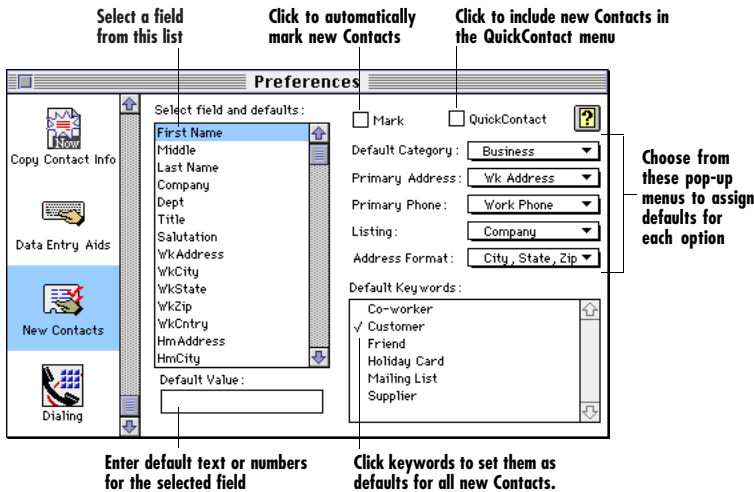 Select a field
from this list
Click to automatically
mark new Contacts
Click to include new Contacts in
the QuickContact menu
Preferences
Now
Copy Contact Info
Data Entry Aids
New Contacts
Dialing
Select field and defaults:
First Name
Middle
Last Name
Company
Dept
Title
Salutation
WkAddress
WkCity
WkState
WkZip
WkCntry
HmAddress
HmCity
Default Value:
Mark
QuickContact
?
Default Category: Business
Primary Address: Wk Address
Primary Phone: Work Phone
Listing: Company
Address Format: City, State, Zip
Default Keywords:
Co-worker
✓ Customer
Friend
Holiday Card
Mailing List
Supplier
Choose from
these pop-up
menus to assign
defaults for
each option
Enter default text or numbers
for the selected field
Click keywords to set them as
defaults for all new Contacts.